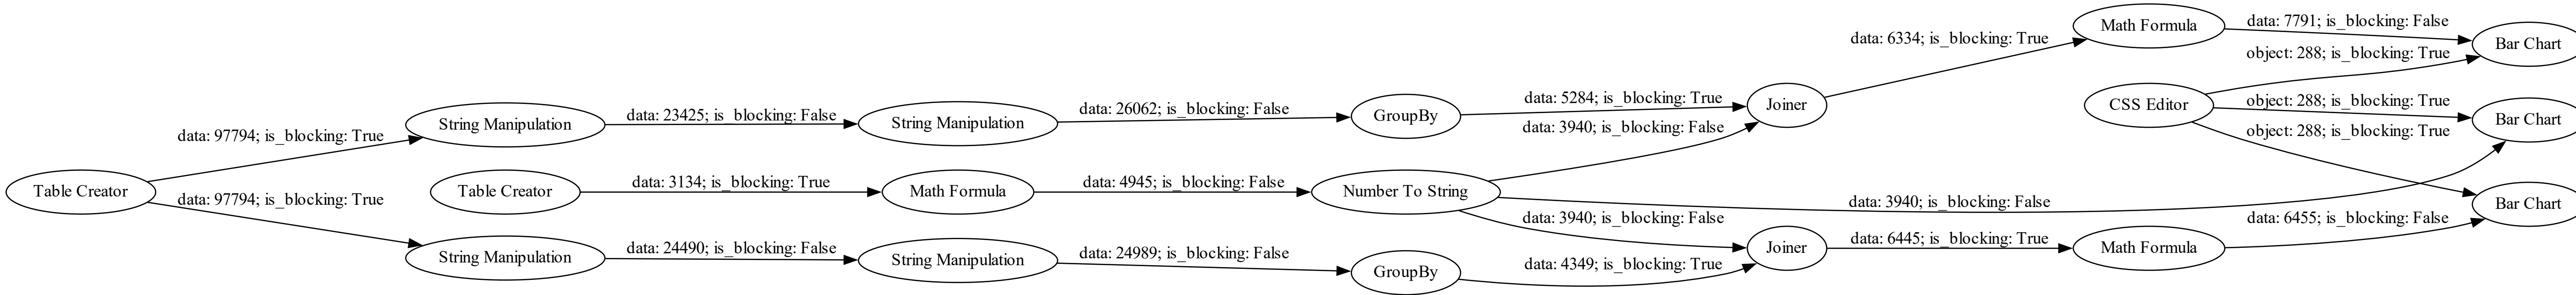 Math Formula
data: 7791; is_blocking: False
Bar Chart
data: 6334; is_blocking: True
object: 288; is_blocking: True
String Manipulation
data: 23425; is_blocking: False
String Manipulation
data: 26062; is_blocking: False
GroupBy
data: 5284; is_blocking: True
Joiner
CSS Editor
object: 288; is_blocking: True
Bar Chart
data: 97794; is_blocking: True
data: 3940; is_blocking: False
object: 288; is_blocking: True
Table Creator
Table Creator
data: 3134; is_blocking: True
Math Formula
data: 4945; is_blocking: False
Number To String
data: 97794; is_blocking: True
data: 3940; is_blocking: False
Bar Chart
data: 3940; is_blocking: False
data: 6455; is_blocking: False
String Manipulation
data: 24490; is_blocking: False
String Manipulation
data: 24989; is_blocking: False
GroupBy
data: 4349; is_blocking: True
Joiner
data: 6445; is_blocking: True
Math Formula